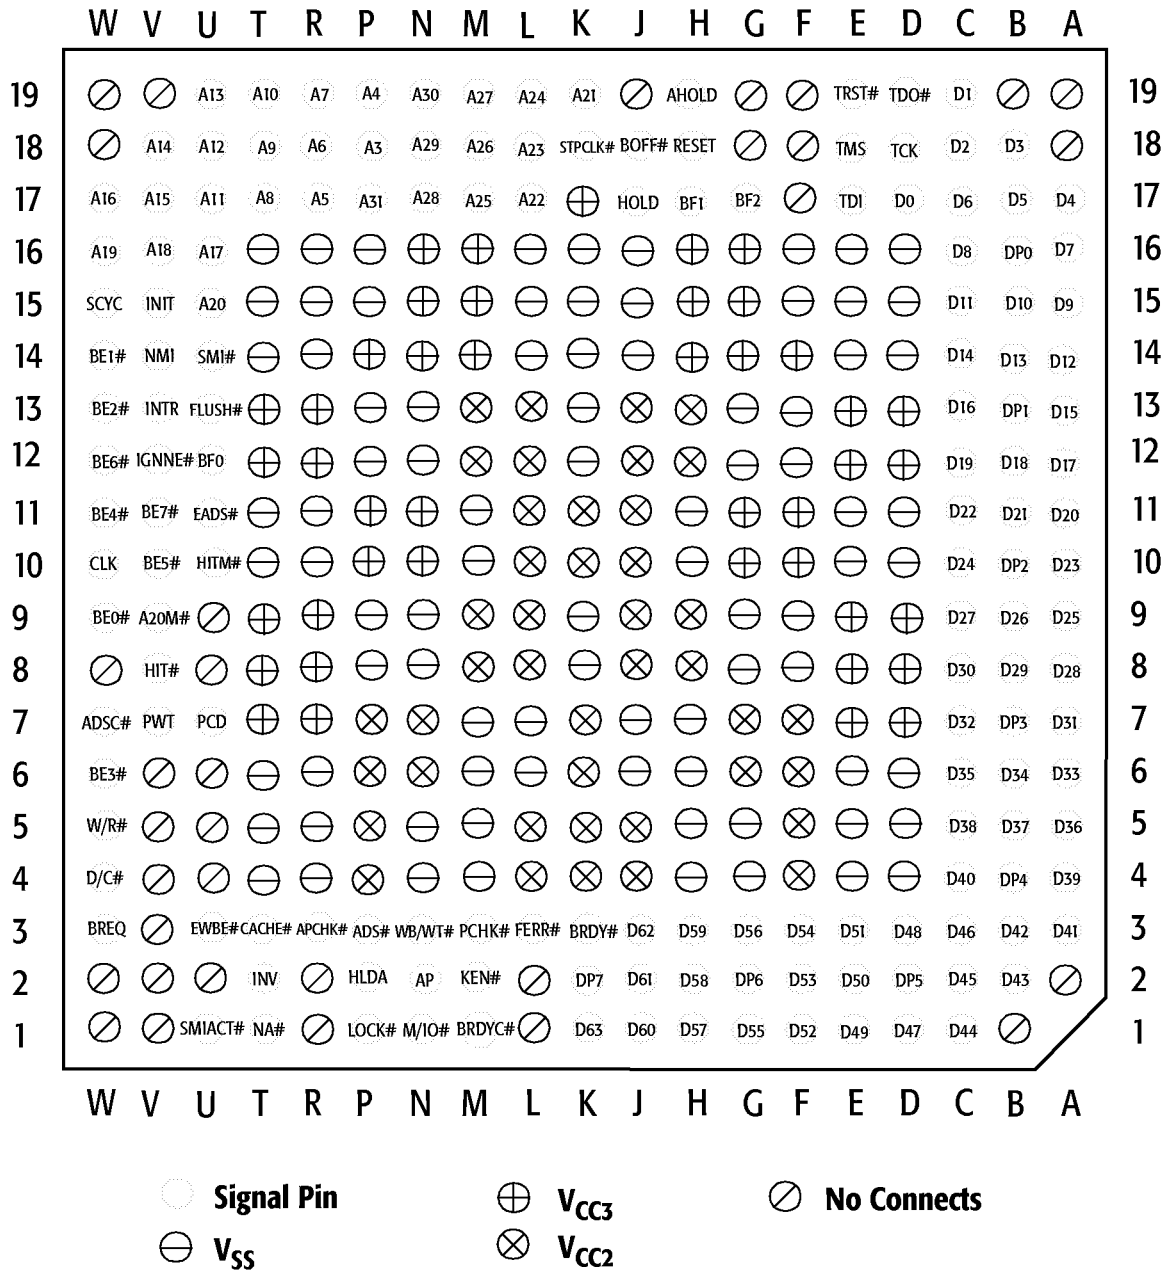 W V U T R P N M L K J H G F E D C B A
19 A13 A10 A7 A4 A30 A27 A24 A21 AHOLD TRST# TDO# D1 19
18 A14 A12 A9 A6 A3 A29 A26 A23 STPCLK# BOFF# RESET TMS TCK D2 D3 18
17 A16 A15 A11 A8 A5 A31 A28 A25 A22 HOLD BF1 BF2 TDI D0 D6 D5 D4 17
16 A19 A18 A17 D8 DP0 D7 16
15 SCYC INIT A20 D11 D10 D9 15
14 BE1# NMI SMI# D14 D13 D12 14
13 BE2# INTR FLUSH# D16 DP1 D15 13
12 BE6# IGNNE# BF0 D19 D18 D17 12
11 BE4# BE7# EADS# D22 D21 D20 11
10 CLK BE5# HITM# D24 DP2 D23 10
9 BE0# A20M# D27 D26 D25 9
8 HIT# D30 D29 D28 8
7 ADSC# PWT PCD D32 DP3 D31 7
6 BE3# D35 D34 D33 6
5 W/R# D38 D37 D36 5
4 D/C# D40 DP4 D39 4
3 BREQ EWBE# CACHE# APCHK# ADS# WB/WT# PCHK# FERR# BRDY# D62 D59 D56 D54 D51 D48 D46 D42 D41 3
2 INV HLDA AP KEN# DP7 D61 D58 DP6 D53 D50 DP5 D45 D43 2
1 SMIACT# NA# LOCK# M/IO# BRDYC# D63 D60 D57 D55 D52 D49 D47 D44 1
W V U T R P N M L K J H G F E D C B A
Signal Pin VCC3 No Connects
VSS VCC2